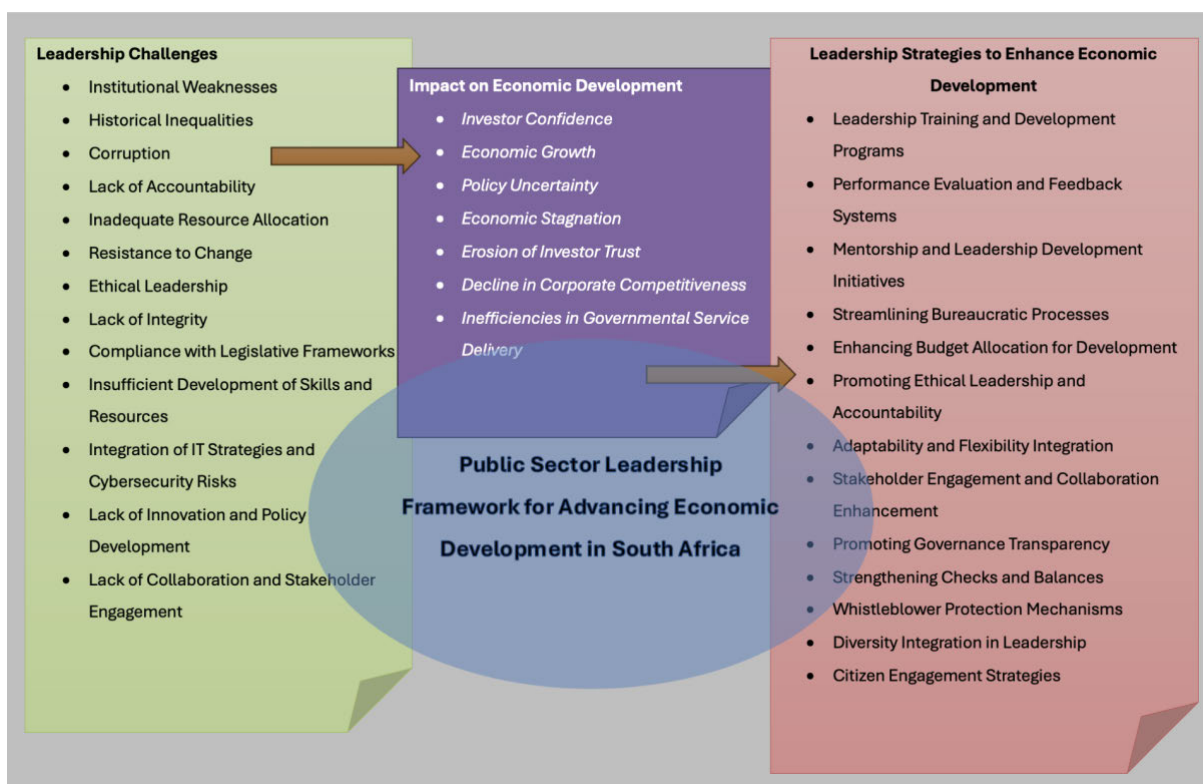 Leadership Challenges
• Institutional Weaknesses
• Historical Inequalities
• Corruption
• Lack of Accountability
• Inadequate Resource Allocation
• Resistance to Change
• Ethical Leadership
• Lack of Integrity
• Compliance with Legislative Frameworks
• Insufficient Development of Skills and
Resources
• Integration of IT Strategies and
Cybersecurity Risks
• Lack of Innovation and Policy
Development
• Lack of Collaboration and Stakeholder
Engagement
Impact on Economic Development
• Investor Confidence
• Economic Growth
• Policy Uncertainty
• Economic Stagnation
• Erosion of Investor Trust
• Decline in Corporate Competitiveness
• Inefficiencies in Governmental Service
Delivery
Public Sector Leadership
Framework for Advancing Economic
Development in South Africa
Leadership Strategies to Enhance Economic
Development
• Leadership Training and Development
Programs
• Performance Evaluation and Feedback
Systems
• Mentorship and Leadership Development
Initiatives
• Streamlining Bureaucratic Processes
• Enhancing Budget Allocation for Development
• Promoting Ethical Leadership and
Accountability
• Adaptability and Flexibility Integration
• Stakeholder Engagement and Collaboration
Enhancement
• Promoting Governance Transparency
• Strengthening Checks and Balances
• Whistleblower Protection Mechanisms
• Diversity Integration in Leadership
• Citizen Engagement Strategies